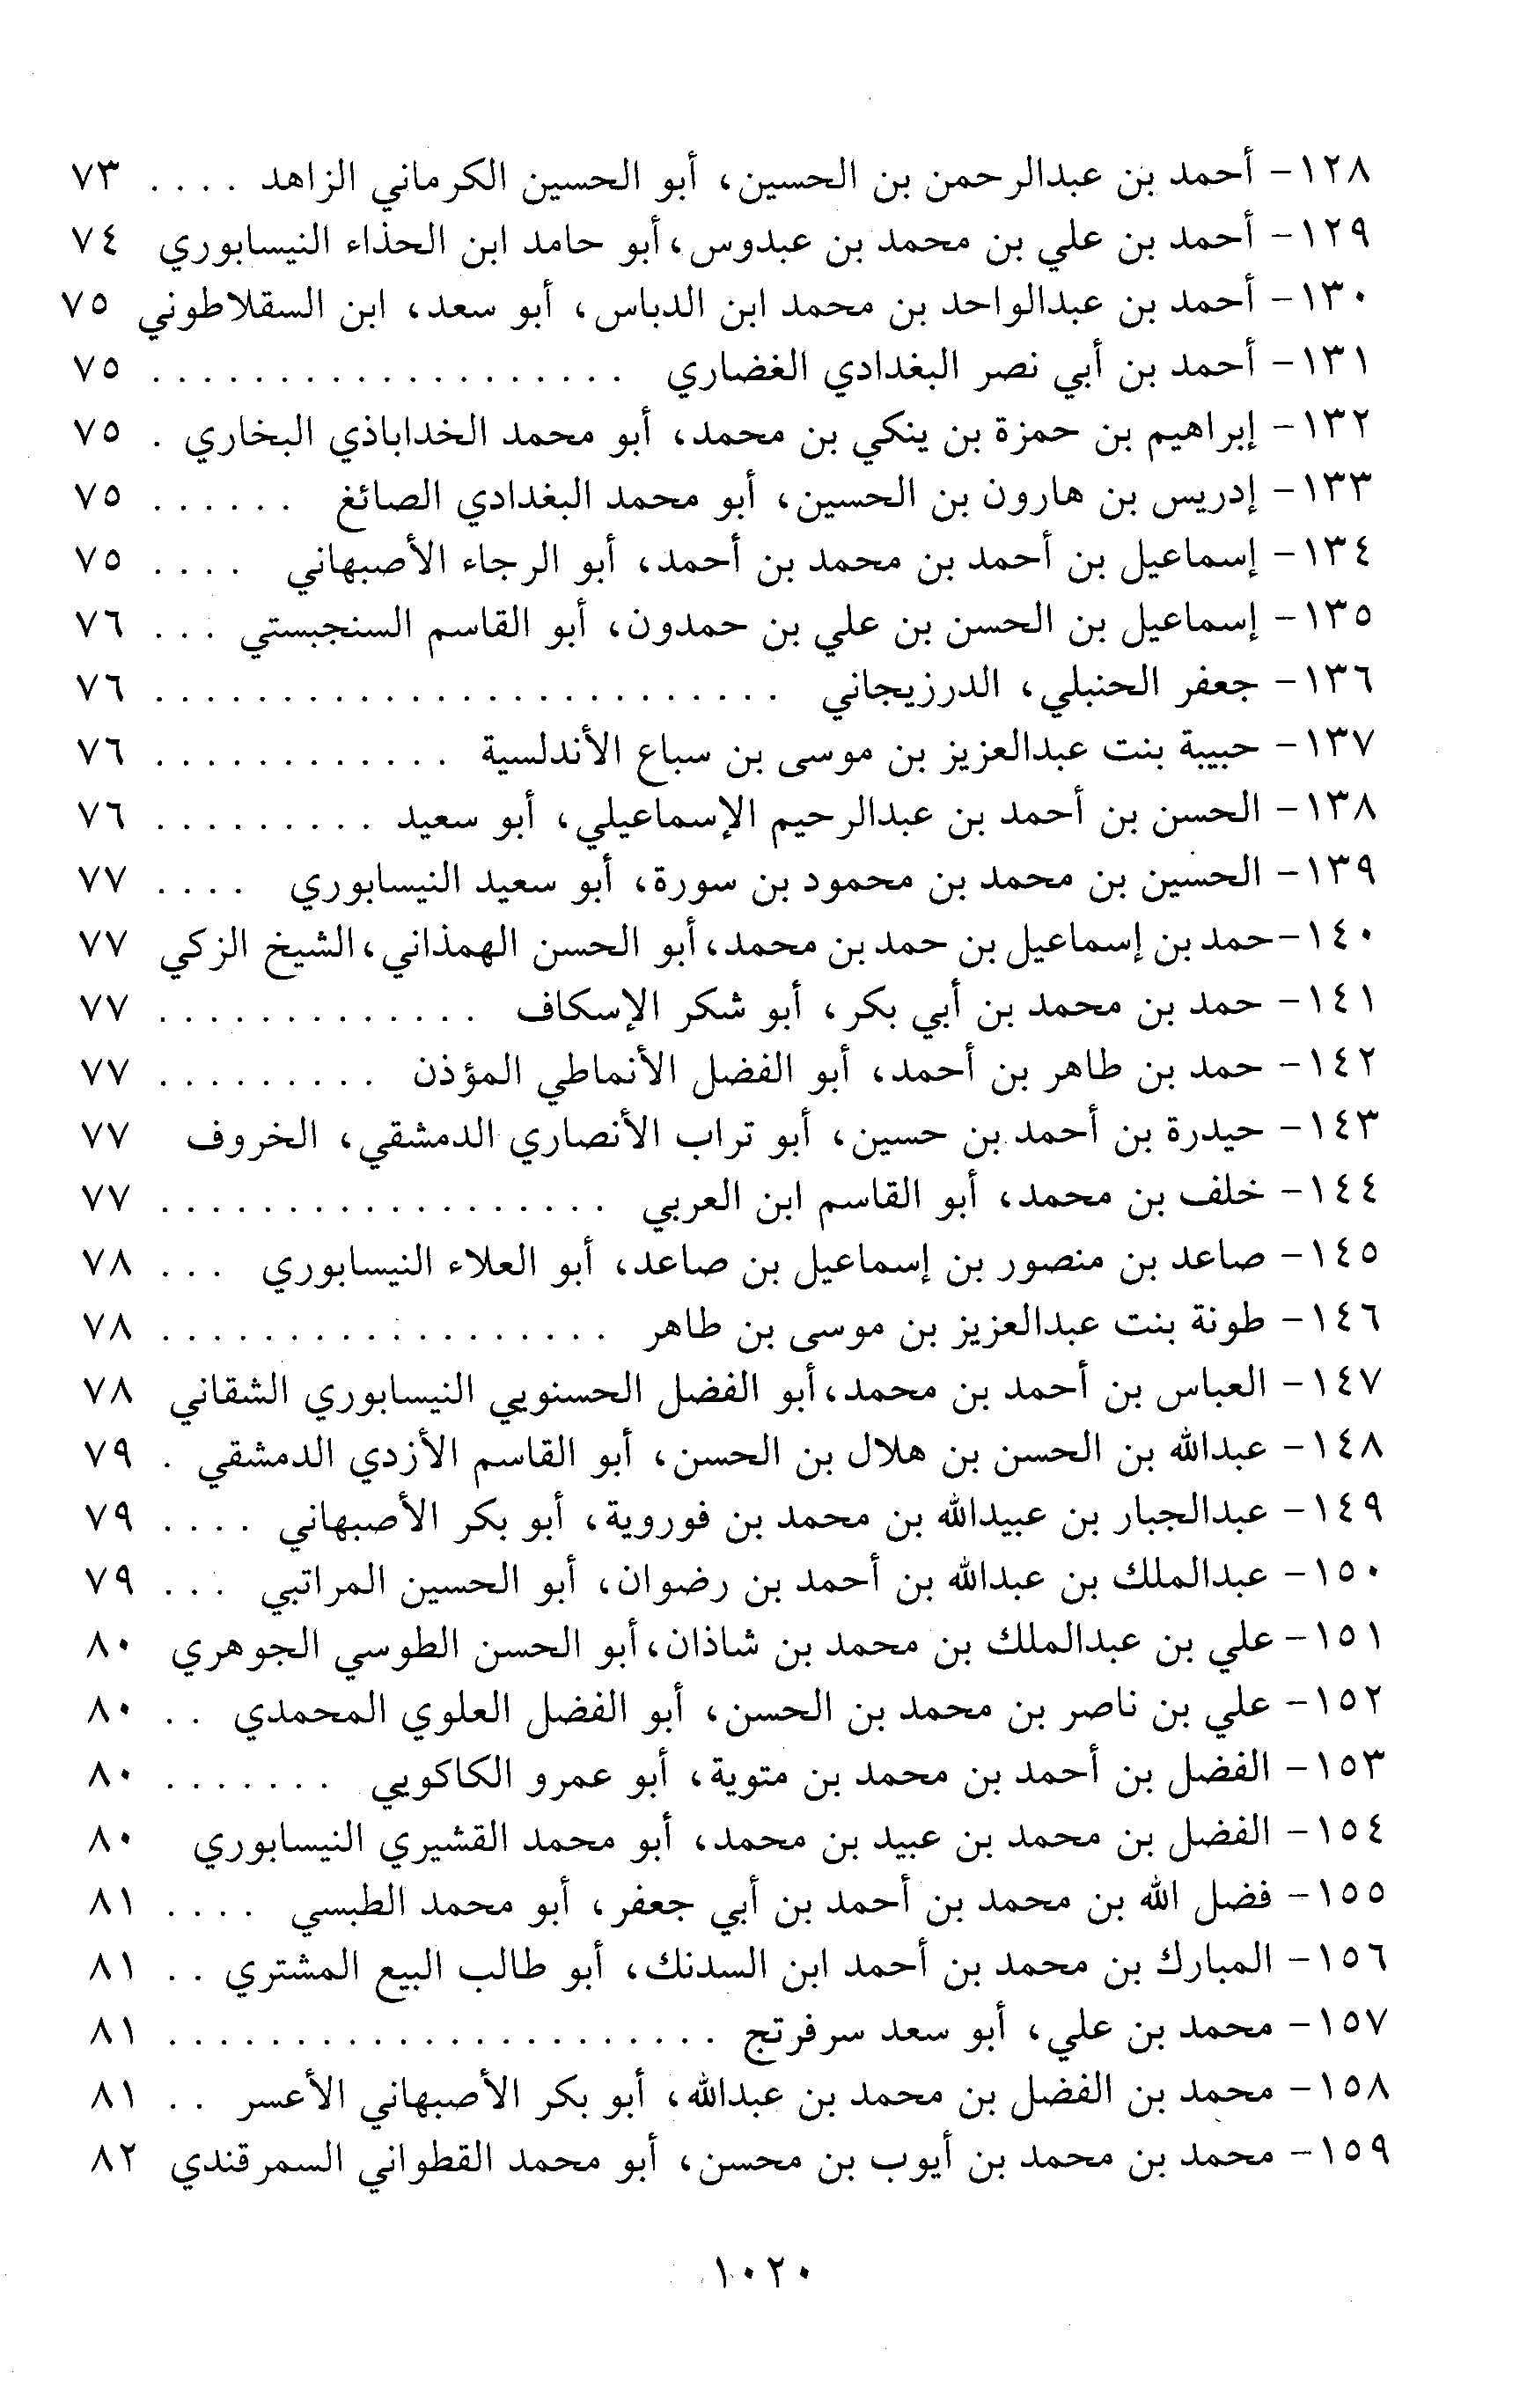 ١٢٨- أحمد بن عبدالرحمن بن الحسين، أبو الحسين الكرماني الزاهد . . . . ٧٣
١٢٩- أحمد بن علي بن محمد بن عبدوس، أبو حامد ابن الحذاء النيسابوري ٧٤
١٣٠- أحمد بن عبدالواحد بن محمد ابن الدباس، أبو سعد، ابن السقلاطوني ٧٥
١٣١- أحمد بن أبي نصر البغدادي الغضاري . . . . . . . . . . . . . . . . . . . ٧٥
١٣٢- إبراهيم بن حمزة بن ينكي بن محمد، أبو محمد الخداباذي البخاري . ٧٥
١٣٣- إدريس بن هارون بن الحسين، أبو محمد البغدادي الصائغ . . . . . . ٧٥
١٣٤- إسماعيل بن أحمد بن محمد بن أحمد، أبو الرجاء الأصبهاني . . . . ٧٥
١٣٥- إسماعيل بن الحسن بن علي بن حمدون، أبو القاسم السنجبستي . . . ٧٦
١٣٦- جعفر الحنبلي، الدرزيجاني . . . . . . . . . . . . . . . . . . . . . . . . . ٧٦
١٣٧- حبيبة بنت عبدالعزيز بن موسى بن سباع الأندلسية . . . . . . . . . . . . ٧٦
١٣٨- الحسن بن أحمد بن عبدالرحيم الإسماعيلي، أبو سعيد . . . . . . . . . ٧٦
١٣٩- الحسين بن محمد بن محمود بن سورة، أبو سعيد النيسابوري . . . . ٧٧
١٤٠- حمد بن إسماعيل بن حمد بن محمد، أبو الحسن الهمذاني، الشيخ الزكي ٧٧
١٤١- حمد بن محمد بن أبي بكر، أبو شكر الإسكاف . . . . . . . . . . . . . ٧٧
١٤٢- حمد بن طاهر بن أحمد، أبو الفضل الأنماطي المؤذن . . . . . . . . . ٧٧
١٤٣- حيدرة بن أحمد بن حسين، أبو تراب الأنصاري الدمشقي، الخروف ٧٧
١٤٤- خلف بن محمد، أبو القاسم ابن العربي . . . . . . . . . . . . . . . . . . ٧٧
١٤٥- صاعد بن منصور بن إسماعيل بن صاعد، أبو العلاء النيسابوري . . . ٧٨
١٤٦- طونة بنت عبدالعزيز بن موسى بن طاهر . . . . . . . . . . . . . . . . . . ٧٨
١٤٧- العباس بن أحمد بن محمد، أبو الفضل الحسنويي النيسابوري الشقاني ٧٨
١٤٨- عبدالله بن الحسن بن هلال بن الحسن، أبو القاسم الأزدي الدمشقي . ٧٩
١٤٩- عبدالجبار بن عبيدالله بن محمد بن فوروية، أبو بكر الأصبهاني . . . . ٧٩
١٥٠- عبدالملك بن عبدالله بن أحمد بن رضوان، أبو الحسين المراتبي . . . ٧٩
١٥١- علي بن عبدالملك بن محمد بن شاذان، أبو الحسن الطوسي الجوهري ٨٠
١٥٢- علي بن ناصر بن محمد بن الحسن، أبو الفضل العلوي المحمدي . . ٨٠
١٥٣- الفضل بن أحمد بن محمد بن متوية، أبو عمرو الكاكويي . . . . . . . ٨٠
١٥٤- الفضل بن محمد بن عبيد بن محمد، أبو محمد القشيري النيسابوري ٨٠
١٥٥- فضل الله بن محمد بن أحمد بن أبي جعفر، أبو محمد الطبسي . . . . ٨١
١٥٦- المبارك بن محمد بن أحمد ابن السدنك، أبو طالب البيع المشتري . . ٨١
١٥٧- محمد بن علي، أبو سعد سرفرتج . . . . . . . . . . . . . . . . . . . . . . ٨١
١٥٨- محمد بن الفضل بن محمد بن عبدالله، أبو بكر الأصبهاني الأعسر . . ٨١
١٥٩- محمد بن محمد بن أيوب بن محسن، أبو محمد القطواني السمرقندي ٨٢
١٠٢٠